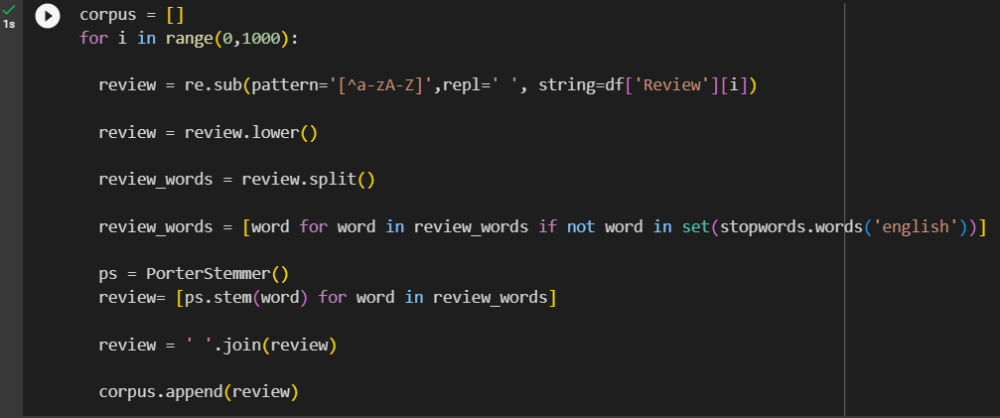 1s
corpus = []
for i in range(0,1000):
review = re.sub(pattern='[^a-zA-Z]',repl=' ', string=df['Review'][i])
review = review.lower()
review_words = review.split()
review_words = [word for word in review_words if not word in set(stopwords.words('english'))]
ps = PorterStemmer()
review= [ps.stem(word) for word in review_words]
review = ' '.join(review)
corpus.append(review)